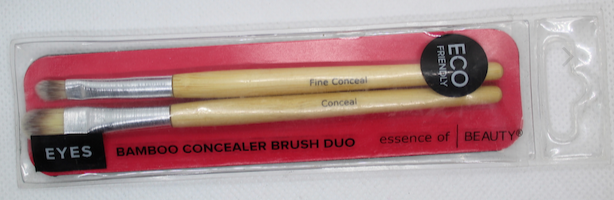 ECO
FRIENDLY
Fine Conceal
Conceal
EYES
BAMBOO CONCEALER BRUSH DUO
essence of | BEAUTY®